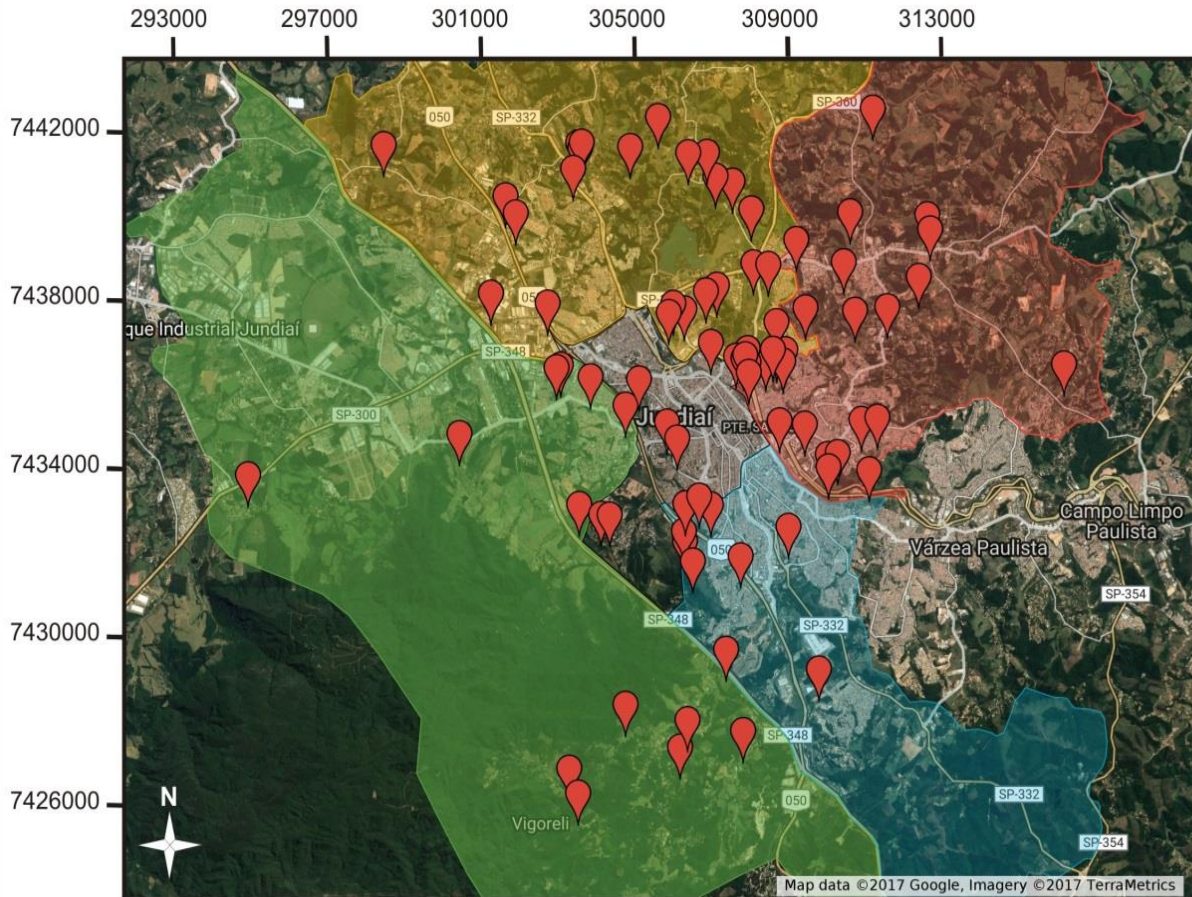 293000 297000 301000 305000 309000 313000
7442000
7438000
7434000
7430000
7426000
050
SP-332
SP-360
que Industrial Jundiaí
SP-348
SP-300
Jundiaí
PTE. SA
Campo Limpo
Paulista
Várzea Paulista
050
SP-354
SP-348
SP-332
SP-348
SP-332
050
Vigoreli
SP-354
N
Map data ©2017 Google, Imagery ©2017 TerraMetrics